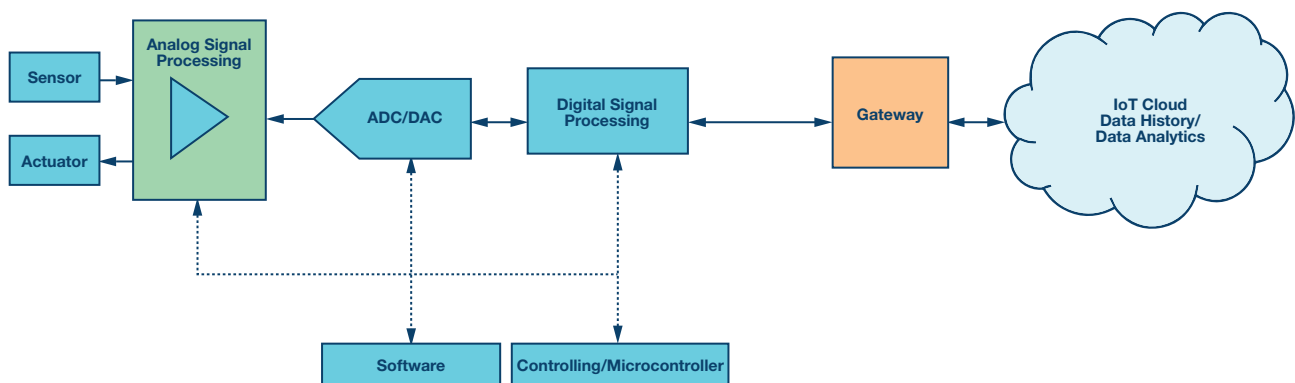 Analog Signal
Processing
Sensor
Actuator
ADC/DAC
Digital Signal
Processing
Gateway
IoT Cloud
Data History/
Data Analytics
Software
Controlling/Microcontroller